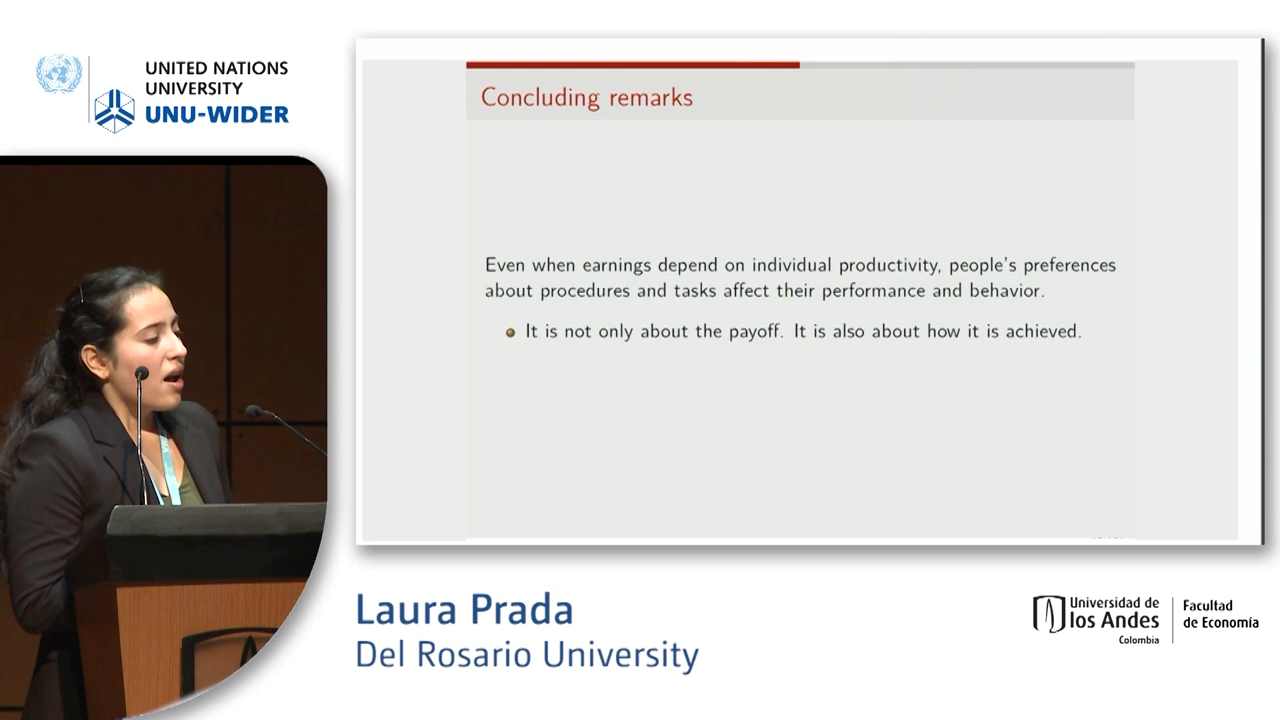 UNITED NATIONS
UNIVERSITY
UNU-WIDER
Concluding remarks
Even when earnings depend on individual productivity, people's preferences
about procedures and tasks affect their performance and behavior.
It is not only about the payoff. It is also about how it is achieved.
Laura Prada
Del Rosario University
Universidad de
los Andes
Colombia
Facultad
de Economía